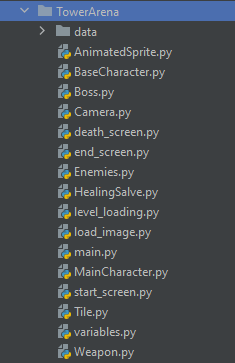 TowerArena
data
AnimatedSprite.py
BaseCharacter.py
Boss.py
Camera.py
death_screen.py
end_screen.py
Enemies.py
HealingSalve.py
level_loading.py
load_image.py
main.py
MainCharacter.py
start_screen.py
Tile.py
variables.py
Weapon.py